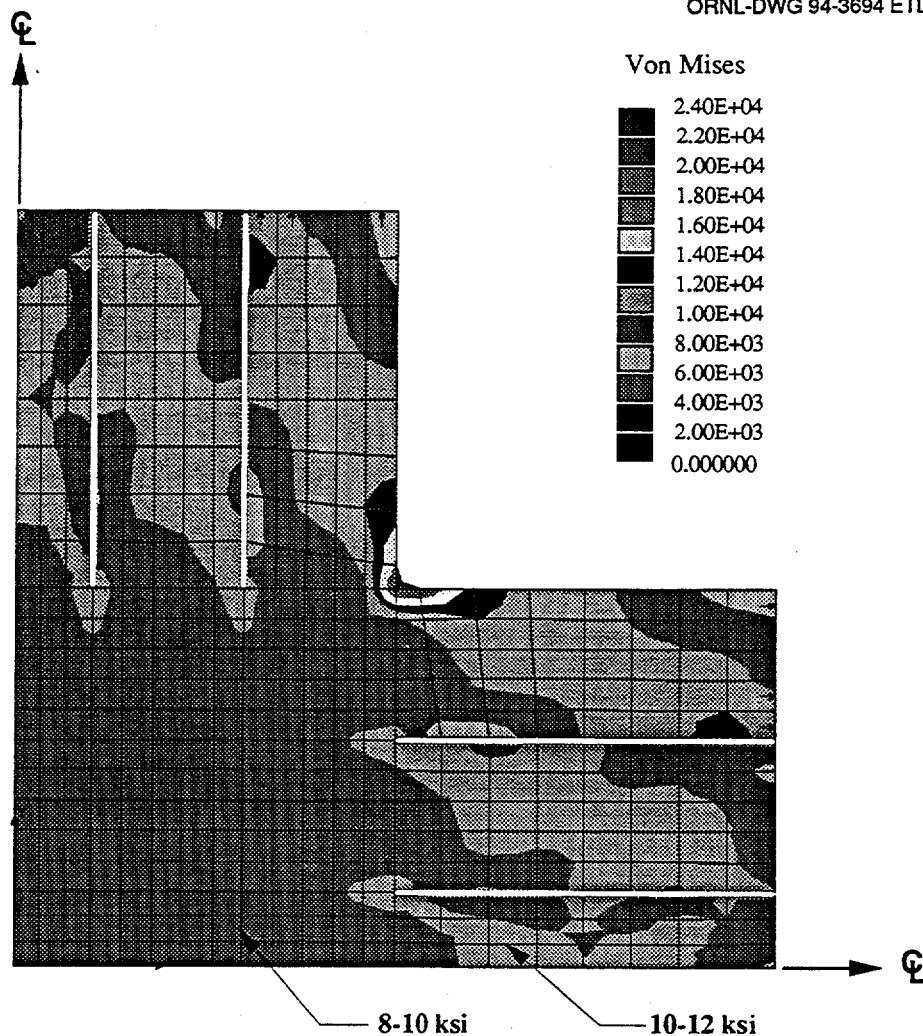 ORNL-DWG 94-3694 ETD
℄
Von Mises
2.40E+04
2.20E+04
2.00E+04
1.80E+04
1.60E+04
1.40E+04
1.20E+04
1.00E+04
8.00E+03
6.00E+03
4.00E+03
2.00E+03
0.000000
℄
8-10 ksi
10-12 ksi